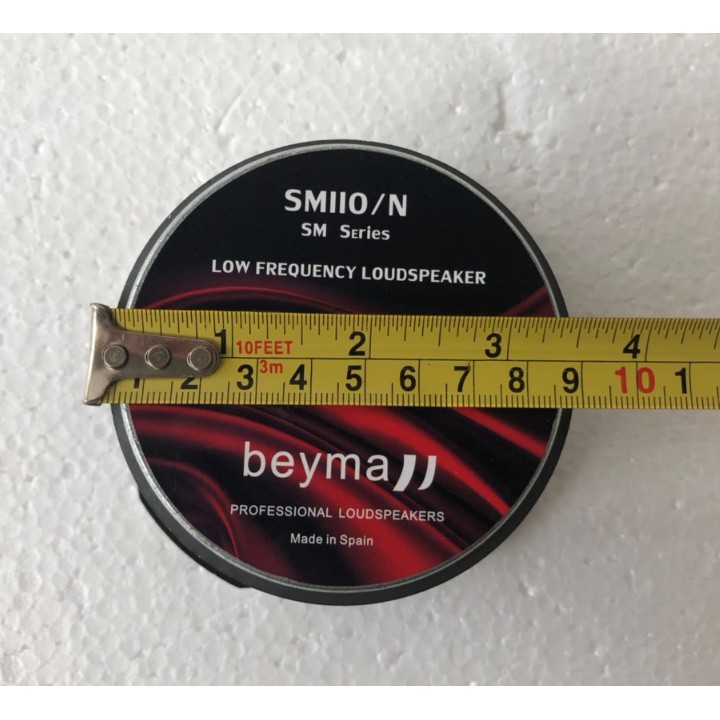 SM110/N
SM Series
LOW FREQUENCY LOUDSPEAKER
1 10FEET 2 3 4
1 2 3 3m 4 5 6 7 8 9 10 1
beyma
PROFESSIONAL LOUDSPEAKERS
Made in Spain